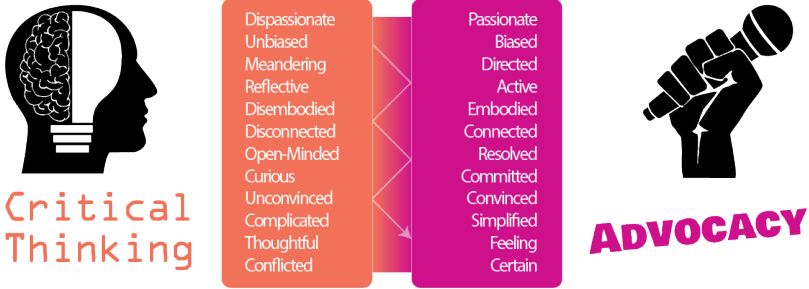 Critical
Thinking
Dispassionate
Unbiased
Meandering
Reflective
Disembodied
Disconnected
Open-Minded
Curious
Unconvinced
Complicated
Thoughtful
Conflicted
Passionate
Biased
Directed
Active
Embodied
Connected
Resolved
Committed
Convinced
Simplified
Feeling
Certain
ADVOCACY